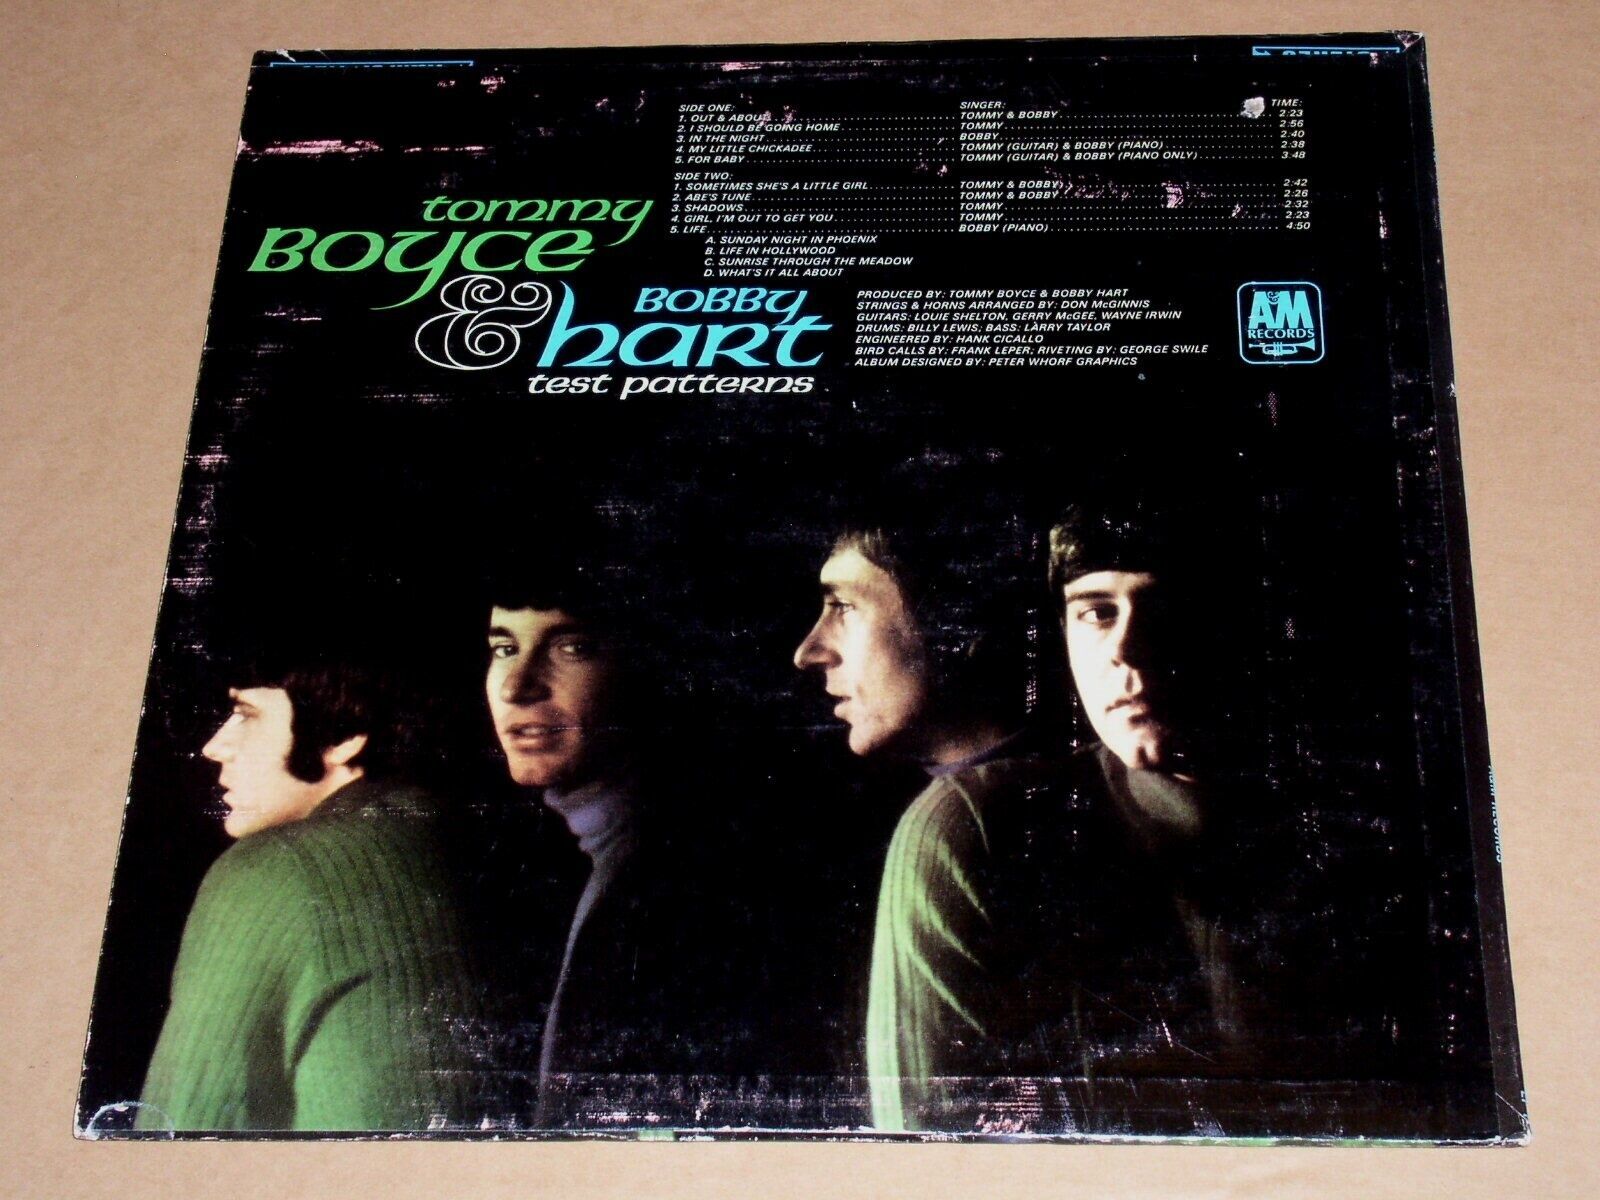 SIDE ONE: SINGER: TIME:
1. OUT & ABOUT TOMMY & BOBBY 2:23
2. I SHOULD BE GOING HOME TOMMY 2:56
3. IN THE NIGHT BOBBY 2:40
4. MY LITTLE CHICKADEE TOMMY (GUITAR) & BOBBY (PIANO) 2:38
5. FOR BABY TOMMY (GUITAR) & BOBBY (PIANO ONLY) 3:48
SIDE TWO:
1. SOMETIMES SHE'S A LITTLE GIRL TOMMY & BOBBY 2:42
2. ABE'S TUNE TOMMY & BOBBY 2:26
3. SHADOWS TOMMY 2:32
4. GIRL, I'M OUT TO GET YOU TOMMY 2:23
5. LIFE BOBBY (PIANO) 4:50
A. SUNDAY NIGHT IN PHOENIX
B. LIFE IN HOLLYWOOD
C. SUNRISE THROUGH THE MEADOW
D. WHAT'S IT ALL ABOUT
tommy
BOYCE
& BOBBY
hart
test patterns
PRODUCED BY: TOMMY BOYCE & BOBBY HART
STRINGS & HORNS ARRANGED BY: DON McGINNIS
GUITARS: LOUIE SHELTON, GERRY McGEE, WAYNE IRWIN
DRUMS: BILLY LEWIS, BASS: LARRY TAYLOR
ENGINEERED BY: HANK CICALLO
BIRD CALLS BY: FRANK LEPER; RIVETING BY: GEORGE SWILE
ALBUM DESIGNED BY: PETER WHORF GRAPHICS
A&M
RECORDS
A&M RECORDS